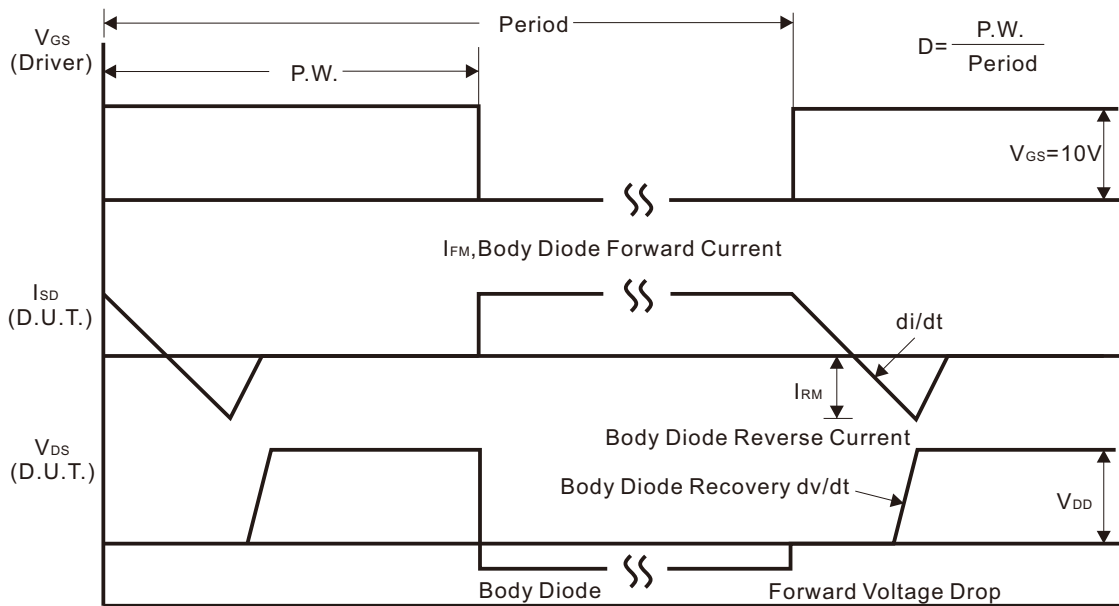 Period
VGS
(Driver)
P.W.
D= P.W.
Period
VGS=10V
IFM,Body Diode Forward Current
ISD
(D.U.T.)
di/dt
IRM
Body Diode Reverse Current
VDS
(D.U.T.)
Body Diode Recovery dv/dt
VDD
Body Diode
Forward Voltage Drop